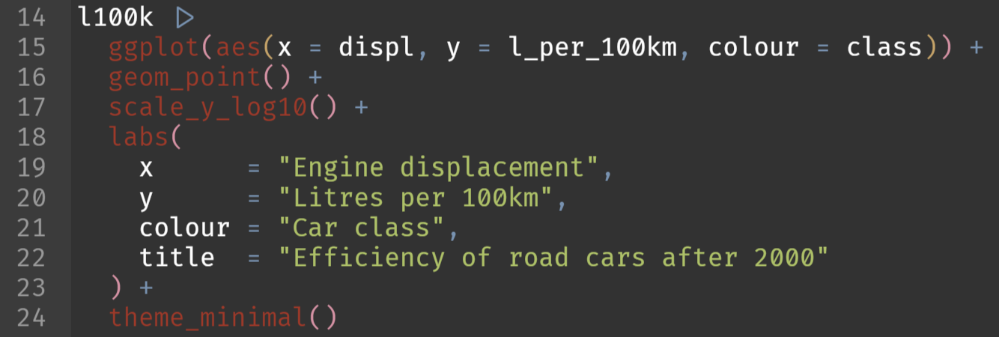 14 l100k |>
15   ggplot(aes(x = displ, y = l_per_100km, colour = class)) +
16   geom_point() +
17   scale_y_log10() +
18   labs(
19     x      = "Engine displacement",
20     y      = "Litres per 100km",
21     colour = "Car class",
22     title  = "Efficiency of road cars after 2000"
23   ) +
24   theme_minimal()